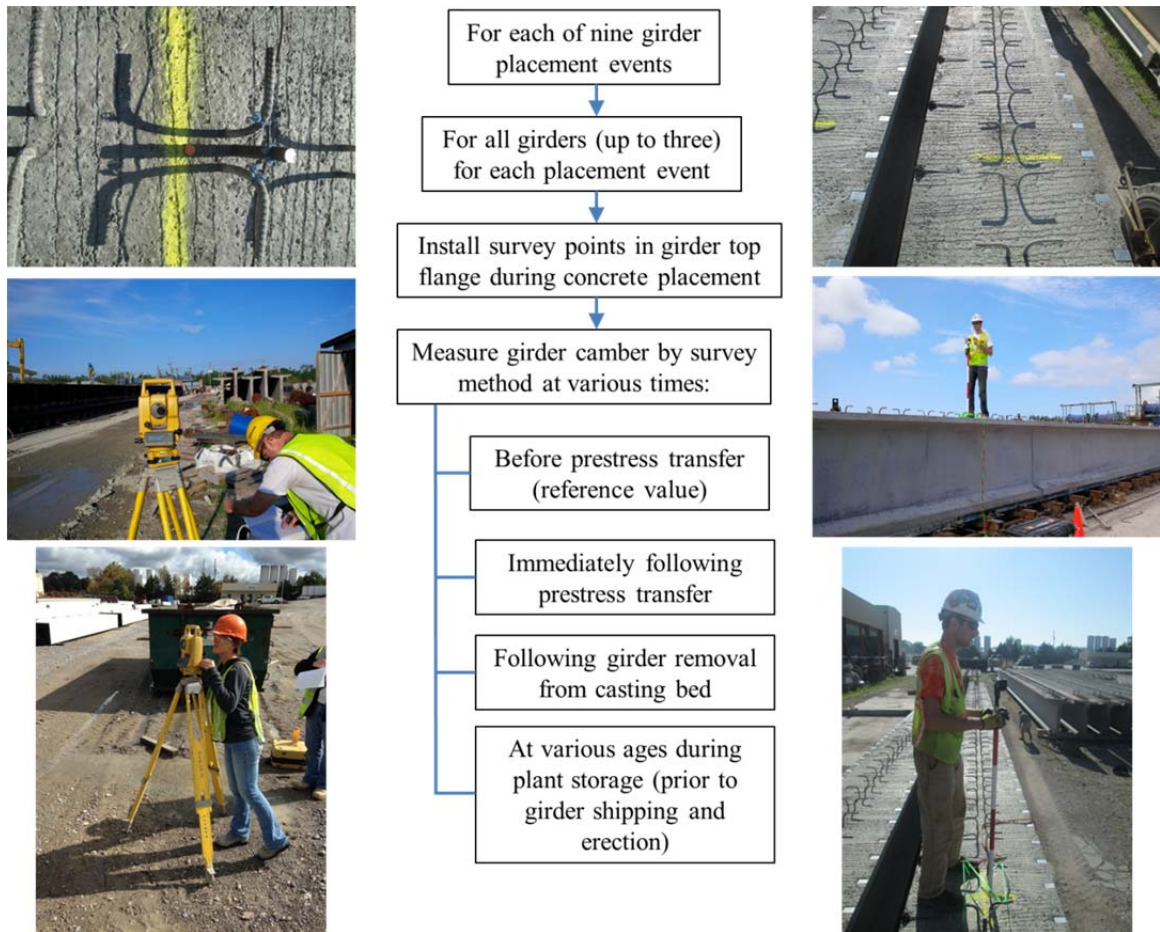 For each of nine girder
placement events
For all girders (up to three)
for each placement event
Install survey points in girder top
flange during concrete placement
Measure girder camber by survey
method at various times:
Before prestress transfer
(reference value)
Immediately following
prestress transfer
Following girder removal
from casting bed
At various ages during
plant storage (prior to
girder shipping and
erection)